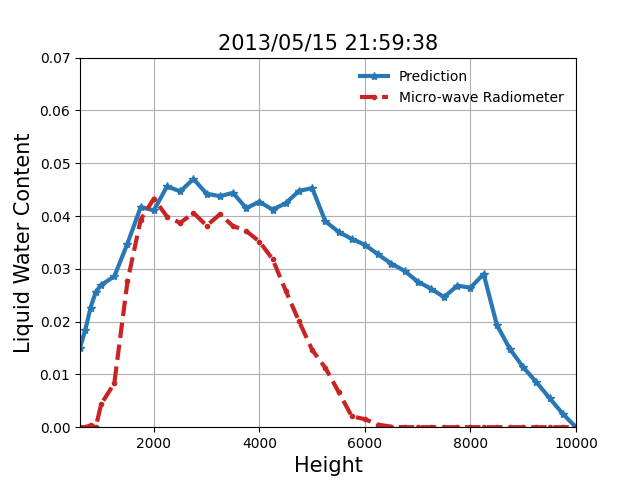 2013/05/15 21:59:38
0.07
0.06
0.05
0.04
0.03
0.02
0.01
0.00
Liquid Water Content
Prediction
Micro-wave Radiometer
2000 4000 6000 8000 10000
Height